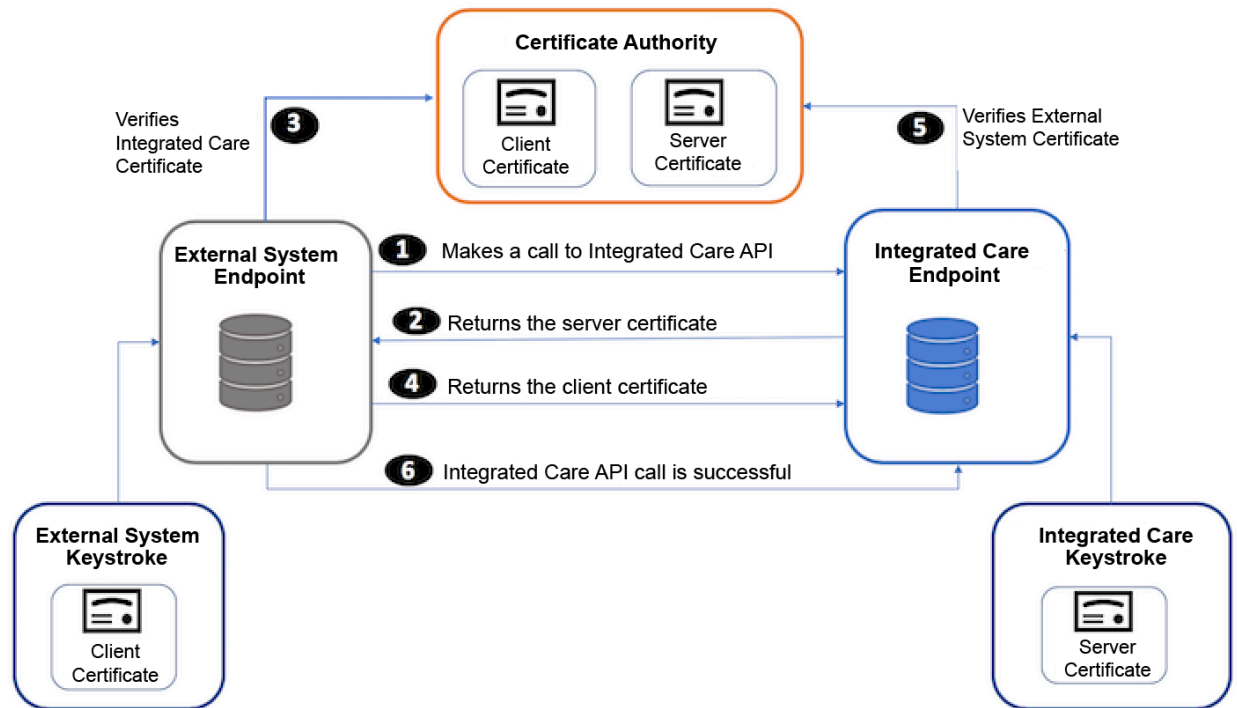 Certificate Authority
Client
Certificate
Server
Certificate
Verifies
Integrated Care
Certificate
3
5
Verifies External
System Certificate
External System
Endpoint
1 Makes a call to Integrated Care API
Integrated Care
Endpoint
2 Returns the server certificate
4 Returns the client certificate
6 Integrated Care API call is successful
External System
Keystroke
Client
Certificate
Integrated Care
Keystroke
Server
Certificate